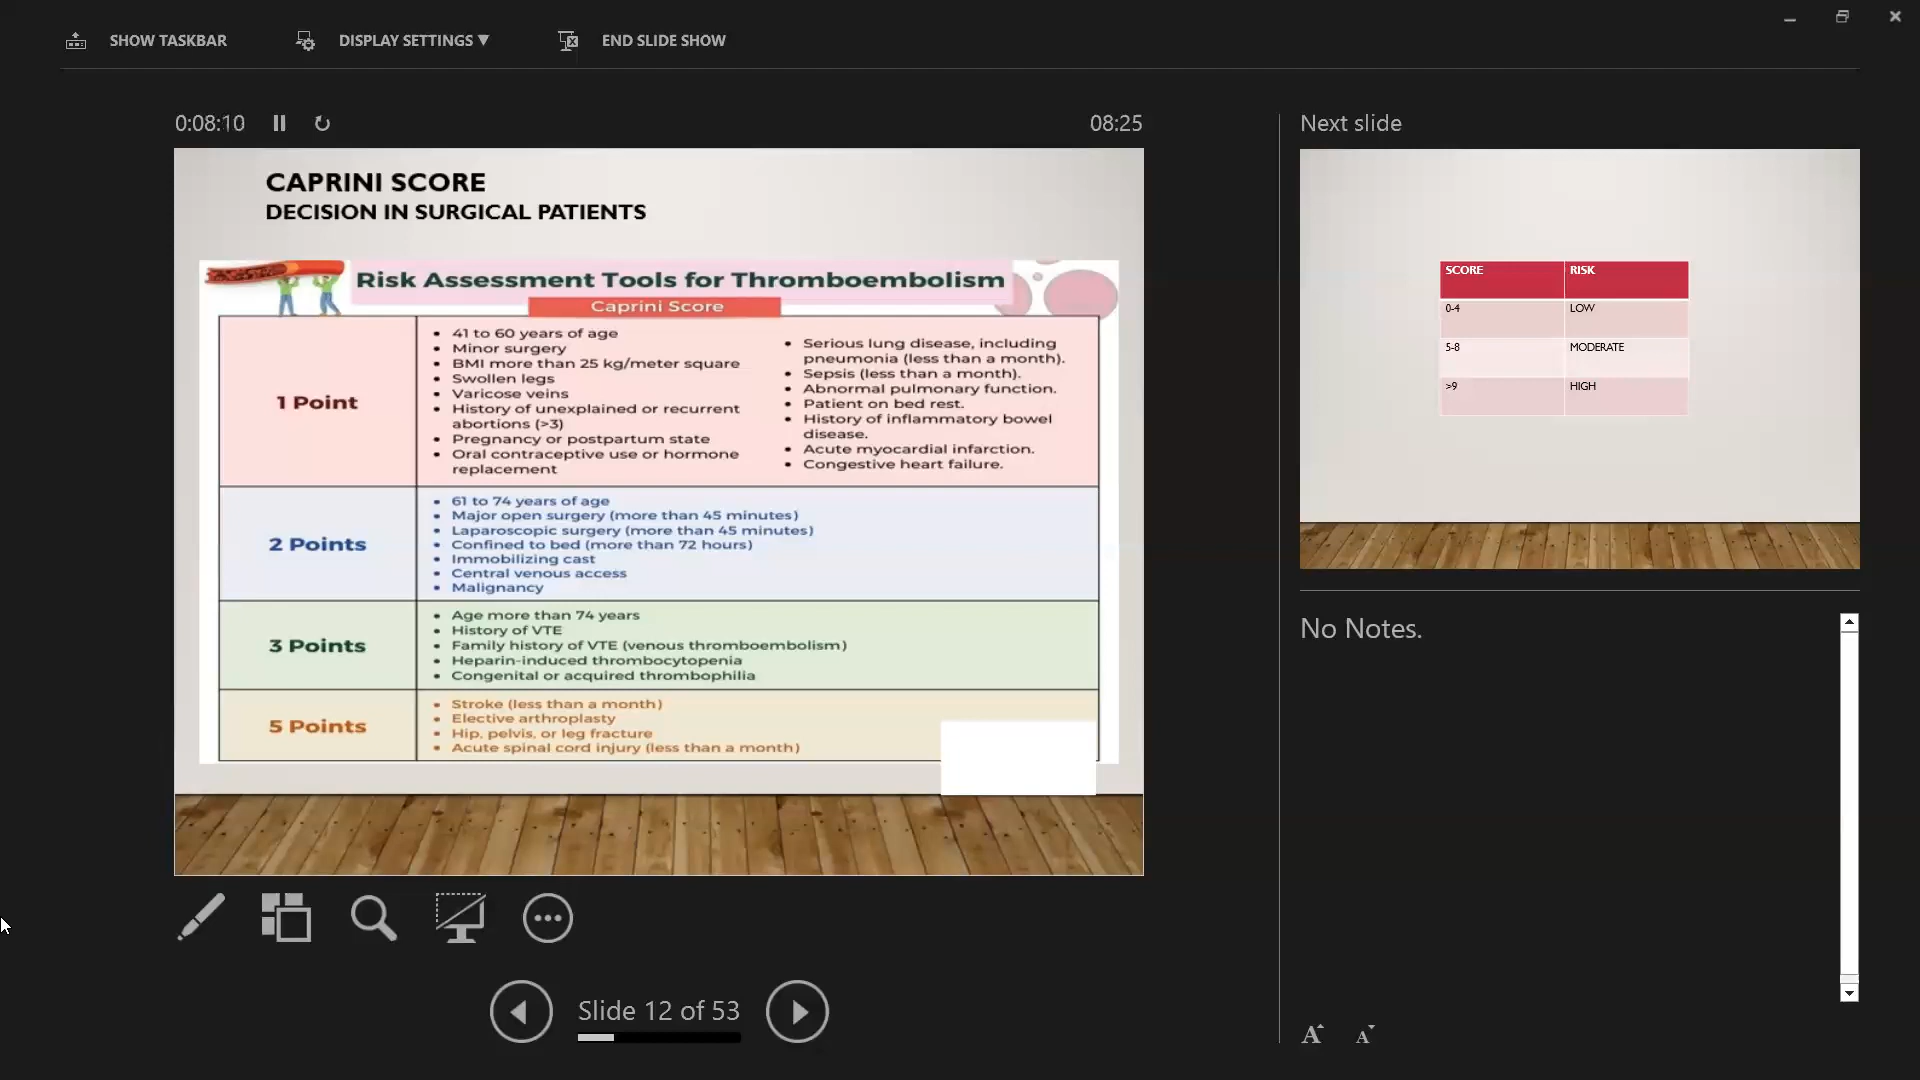 SHOW TASKBAR
DISPLAY SETTINGS ▼
END SLIDE SHOW
0:08:10
08:25
CAPRINI SCORE
DECISION IN SURGICAL PATIENTS
Risk Assessment Tools for Thromboembolism
Caprini Score
1 Point
• 41 to 60 years of age
• Minor surgery
• BMI more than 25 kg/meter square
• Swollen legs
• Varicose veins
• History of unexplained or recurrent
abortions (>3)
• Pregnancy or postpartum state
• Oral contraceptive use or hormone
replacement
• Serious lung disease, including
pneumonia (less than a month).
• Sepsis (less than a month).
• Abnormal pulmonary function.
• Patient on bed rest.
• History of inflammatory bowel
disease.
• Acute myocardial infarction.
• Congestive heart failure.
2 Points
• 61 to 74 years of age
• Major open surgery (more than 45 minutes)
• Laparoscopic surgery (more than 45 minutes)
• Confined to bed (more than 72 hours)
• Immobilizing cast
• Central venous access
• Malignancy
3 Points
• Age more than 74 years
• History of VTE
• Family history of VTE (venous thromboembolism)
• Heparin-induced thrombocytopenia
• Congenital or acquired thrombophilia
5 Points
• Stroke (less than a month)
• Elective arthroplasty
• Hip, pelvis, or leg fracture
• Acute spinal cord injury (less than a month)
Slide 12 of 53
Next slide
SCORE RISK
0-4 LOW
5-8 MODERATE
>9 HIGH
No Notes.
A A